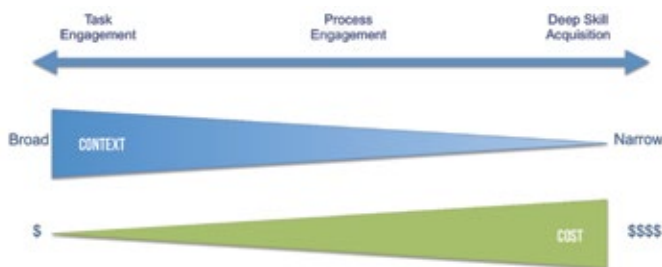 Task
Engagement
Process
Engagement
Deep Skill
Acquisition
Broad
CONTEXT
Narrow
$
COST
$$$$